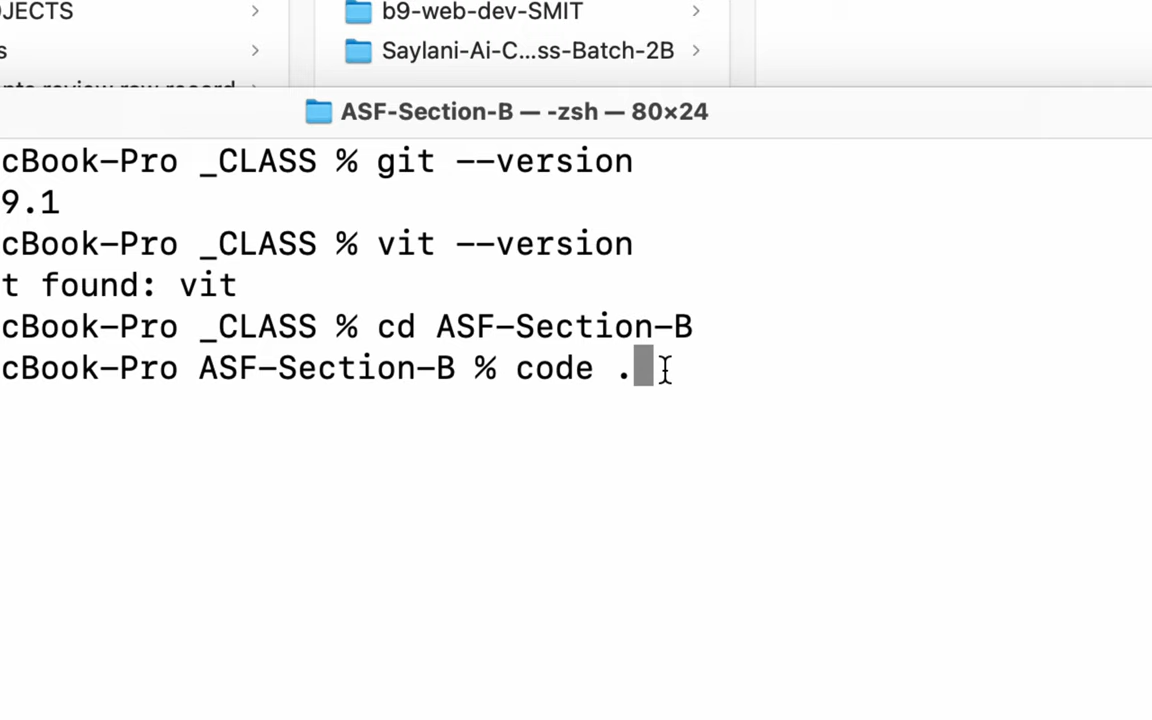 OJECTS
b9-web-dev-SMIT
s
Saylani-Ai-C...ss-Batch-2B
ASF-Section-B — -zsh — 80×24
cBook-Pro _CLASS % git --version
9.1
cBook-Pro _CLASS % vit --version
t found: vit
cBook-Pro _CLASS % cd ASF-Section-B
cBook-Pro ASF-Section-B % code .